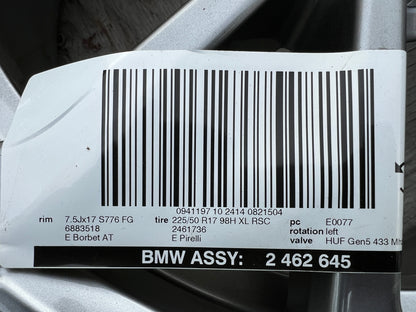 0941197 10 2414 0821504
rim 7.5Jx17 S776 FG tire 225/50 R17 98H XL RSC pc E0077
6883518 2461736 rotation left
E Borbet AT E Pirelli valve HUF Gen5 433 M
BMW ASSY: 2 462 645